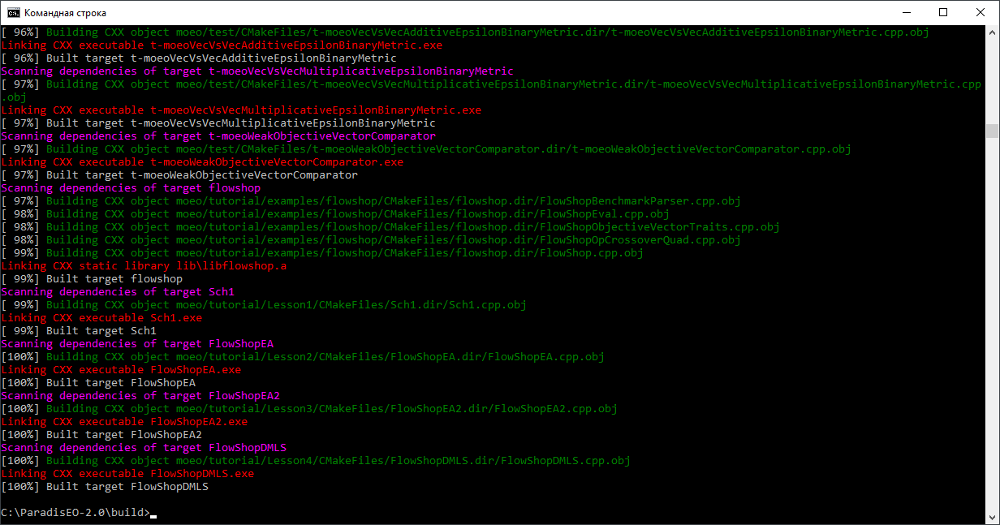 Командная строка
[ 96%] Building CXX object moeo/test/CMakeFiles/t-moeoVecVsVecAdditiveEpsilonBinaryMetric.dir/t-moeoVecVsVecAdditiveEpsilonBinaryMetric.cpp.obj
Linking CXX executable t-moeoVecVsVecAdditiveEpsilonBinaryMetric.exe
[ 96%] Built target t-moeoVecVsVecAdditiveEpsilonBinaryMetric
Scanning dependencies of target t-moeoVecVsVecMultiplicativeEpsilonBinaryMetric
[ 97%] Building CXX object moeo/test/CMakeFiles/t-moeoVecVsVecMultiplicativeEpsilonBinaryMetric.dir/t-moeoVecVsVecMultiplicativeEpsilonBinaryMetric.cpp
.obj
Linking CXX executable t-moeoVecVsVecMultiplicativeEpsilonBinaryMetric.exe
[ 97%] Built target t-moeoVecVsVecMultiplicativeEpsilonBinaryMetric
Scanning dependencies of target t-moeoWeakObjectiveVectorComparator
[ 97%] Building CXX object moeo/test/CMakeFiles/t-moeoWeakObjectiveVectorComparator.dir/t-moeoWeakObjectiveVectorComparator.cpp.obj
Linking CXX executable t-moeoWeakObjectiveVectorComparator.exe
[ 97%] Built target t-moeoWeakObjectiveVectorComparator
Scanning dependencies of target flowshop
[ 97%] Building CXX object moeo/tutorial/examples/flowshop/CMakeFiles/flowshop.dir/FlowShopBenchmarkParser.cpp.obj
[ 98%] Building CXX object moeo/tutorial/examples/flowshop/CMakeFiles/flowshop.dir/FlowShopEval.cpp.obj
[ 98%] Building CXX object moeo/tutorial/examples/flowshop/CMakeFiles/flowshop.dir/FlowShopObjectiveVectorTraits.cpp.obj
[ 98%] Building CXX object moeo/tutorial/examples/flowshop/CMakeFiles/flowshop.dir/FlowShopOpCrossoverQuad.cpp.obj
[ 99%] Building CXX object moeo/tutorial/examples/flowshop/CMakeFiles/flowshop.dir/FlowShop.cpp.obj
Linking CXX static library lib\libflowshop.a
[ 99%] Built target flowshop
Scanning dependencies of target Sch1
[ 99%] Building CXX object moeo/tutorial/Lesson1/CMakeFiles/Sch1.dir/Sch1.cpp.obj
Linking CXX executable Sch1.exe
[ 99%] Built target Sch1
Scanning dependencies of target FlowShopEA
[100%] Building CXX object moeo/tutorial/Lesson2/CMakeFiles/FlowShopEA.dir/FlowShopEA.cpp.obj
Linking CXX executable FlowShopEA.exe
[100%] Built target FlowShopEA
Scanning dependencies of target FlowShopEA2
[100%] Building CXX object moeo/tutorial/Lesson3/CMakeFiles/FlowShopEA2.dir/FlowShopEA2.cpp.obj
Linking CXX executable FlowShopEA2.exe
[100%] Built target FlowShopEA2
Scanning dependencies of target FlowShopDMLS
[100%] Building CXX object moeo/tutorial/Lesson4/CMakeFiles/FlowShopDMLS.dir/FlowShopDMLS.cpp.obj
Linking CXX executable FlowShopDMLS.exe
[100%] Built target FlowShopDMLS
C:\ParadisEO-2.0\build>